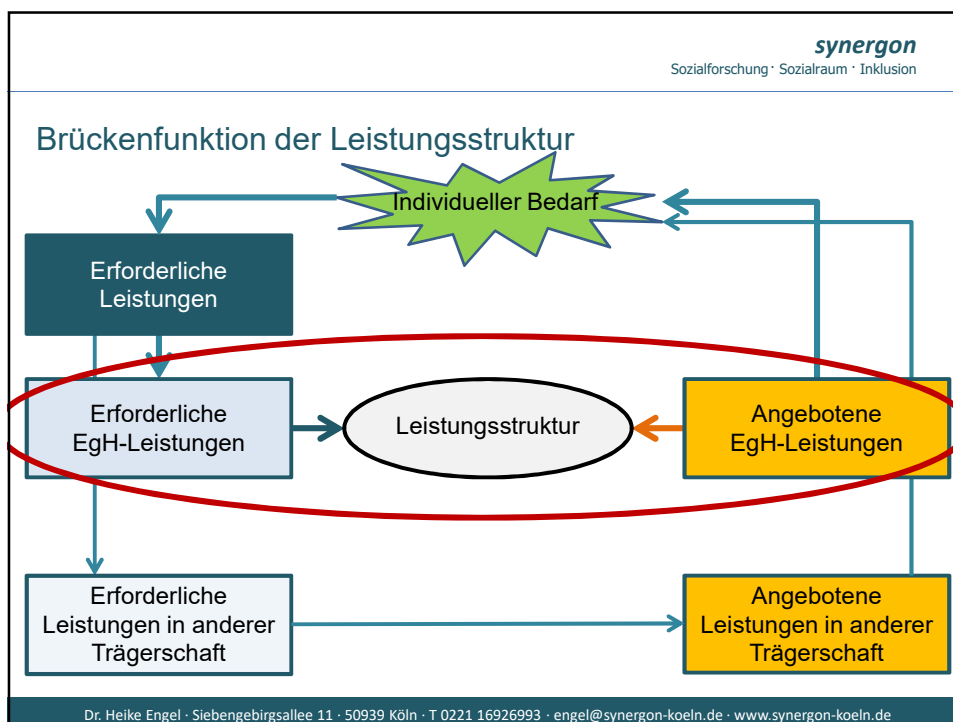 synergon
Sozialforschung · Sozialraum · Inklusion
Brückenfunktion der Leistungsstruktur
Individueller Bedarf
Erforderliche
Leistungen
Erforderliche
EgH-Leistungen
Leistungsstruktur
Angebotene
EgH-Leistungen
Erforderliche
Leistungen in anderer
Trägerschaft
Angebotene
Leistungen in anderer
Trägerschaft
Dr. Heike Engel · Siebengebirgsallee 11 · 50939 Köln · T 0221 16926993 · engel@synergon-koeln.de · www.synergon-koeln.de